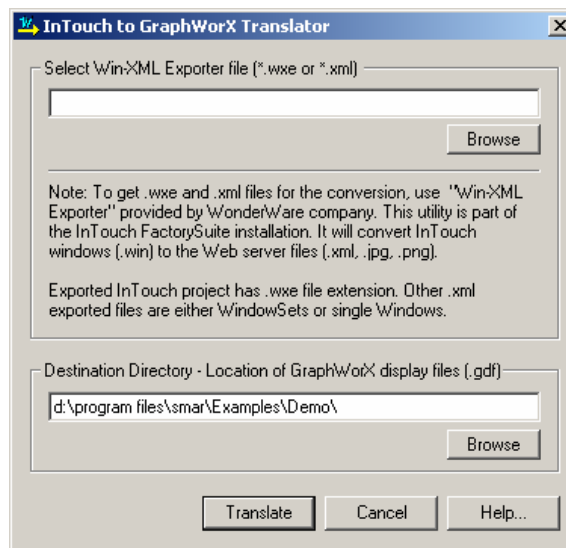 InTouch to GraphWorX Translator
Select Win-XML Exporter file (*.wxe or *.xml)
Browse
Note: To get .wxe and .xml files for the conversion, use "Win-XML
Exporter" provided by WonderWare company. This utility is part of
the InTouch FactorySuite installation. It will convert InTouch
windows (.win) to the Web server files (.xml, .jpg, .png).
Exported InTouch project has .wxe file extension. Other .xml
exported files are either WindowSets or single Windows.
Destination Directory - Location of GraphWorX display files (.gdf)
d:\program files\smar\Examples\Demo\
Browse
Translate Cancel Help...